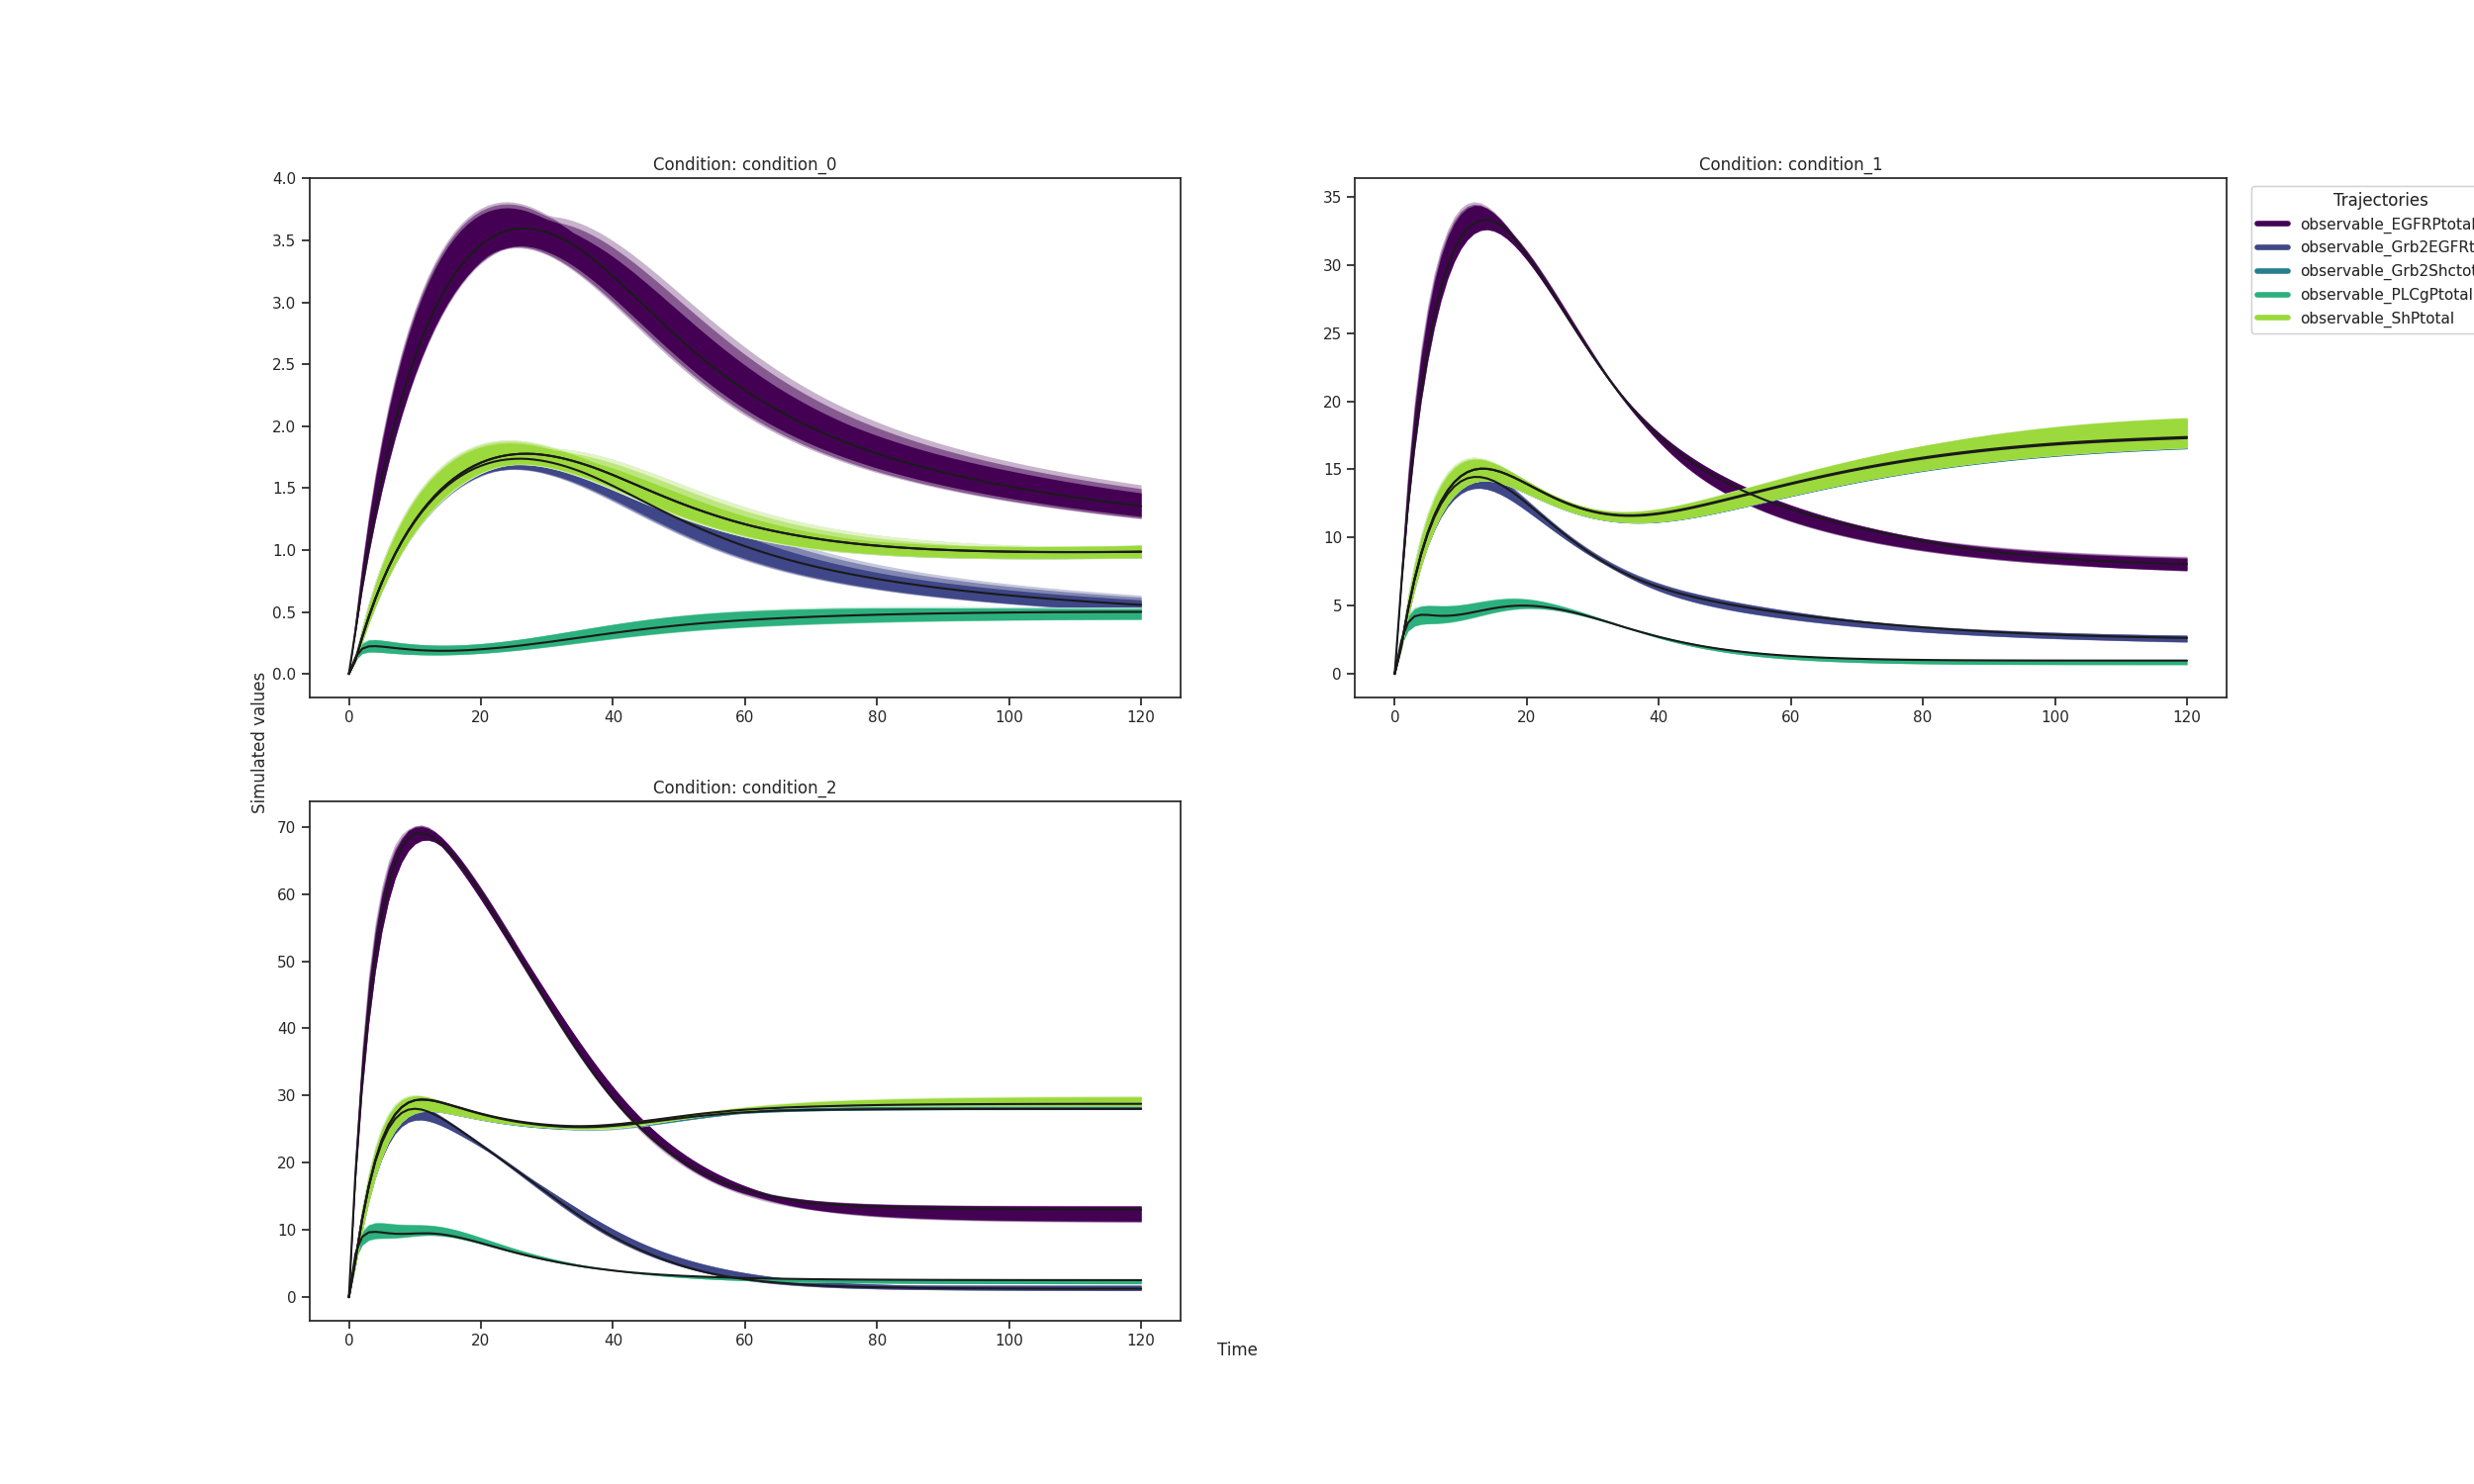 Condition: condition_0
4.0
3.5
3.0
2.5
2.0
1.5
1.0
0.5
0.0
0 20 40 60 80 100 120
Condition: condition_1
35
30
25
20
15
10
5
0
0 20 40 60 80 100 120
Trajectories
observable_EGFRPtotal
observable_Grb2EGFRt
observable_Grb2Shctot
observable_PLCgPtotal
observable_ShPtotal
Simulated values
Condition: condition_2
70
60
50
40
30
20
10
0
0 20 40 60 80 100 120
Time